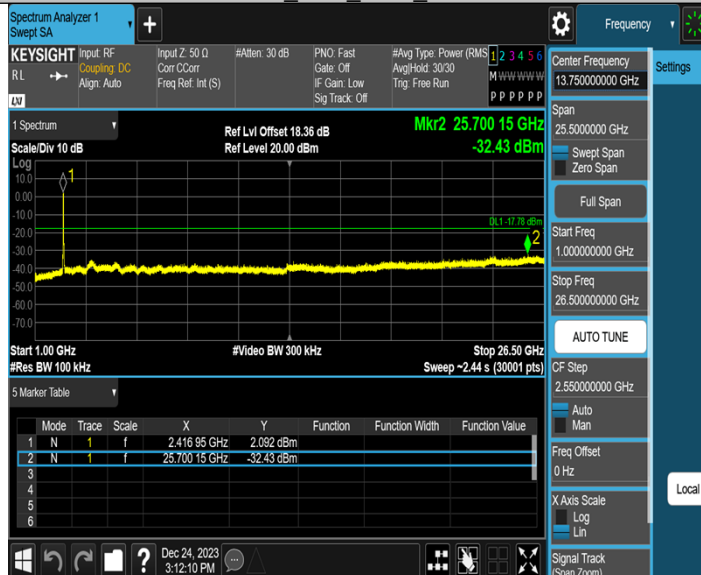 Spectrum Analyzer 1
Swept SA
+
Frequency
KEYSIGHT
RL
LXI
Input: RF
Coupling: DC
Align: Auto
Input Z: 50 Ω
Corr CCorr
Freq Ref: Int (S)
#Atten: 30 dB
PNO: Fast
Gate: Off
IF Gain: Low
Sig Track: Off
#Avg Type: Power (RMS
Avg|Hold: 30/30
Trig: Free Run
1 2 3 4 5 6
M W W W W W
P P P P P P
1 Spectrum
Scale/Div 10 dB
Ref Lvl Offset 18.36 dB
Ref Level 20.00 dBm
Mkr2 25.700 15 GHz
-32.43 dBm
Log
10.0
0.00
-10.0
-20.0
-30.0
-40.0
-50.0
-60.0
-70.0
1
DL1 -17.78 dBm
2
Start 1.00 GHz
#Res BW 100 kHz
#Video BW 300 kHz
Stop 26.50 GHz
Sweep ~2.44 s (30001 pts)
5 Marker Table
Mode Trace Scale X Y Function Function Width Function Value
1 N 1 f 2.416 95 GHz 2.092 dBm
2 N 1 f 25.700 15 GHz -32.43 dBm
3
4
5
6
?
Dec 24, 2023
3:12:10 PM
Center Frequency
13.750000000 GHz
Settings
Span
25.5000000 GHz
Swept Span
Zero Span
Full Span
Start Freq
1.000000000 GHz
Stop Freq
26.500000000 GHz
AUTO TUNE
CF Step
2.550000000 GHz
Auto
Man
Freq Offset
0 Hz
Local
X Axis Scale
Log
Lin
Signal Track
(Span Zoom)